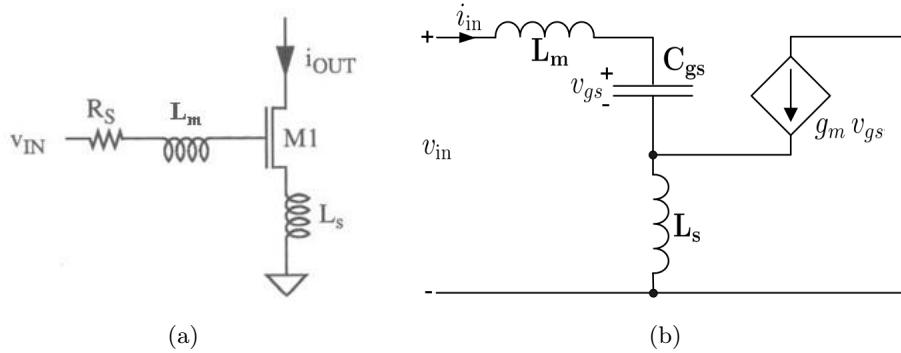 i_OUT
R_S
L_m
v_IN
M1
L_s
(a)
i_in
+
L_m
C_gs
+
v_gs
-
g_m v_gs
v_in
L_s
-
(b)